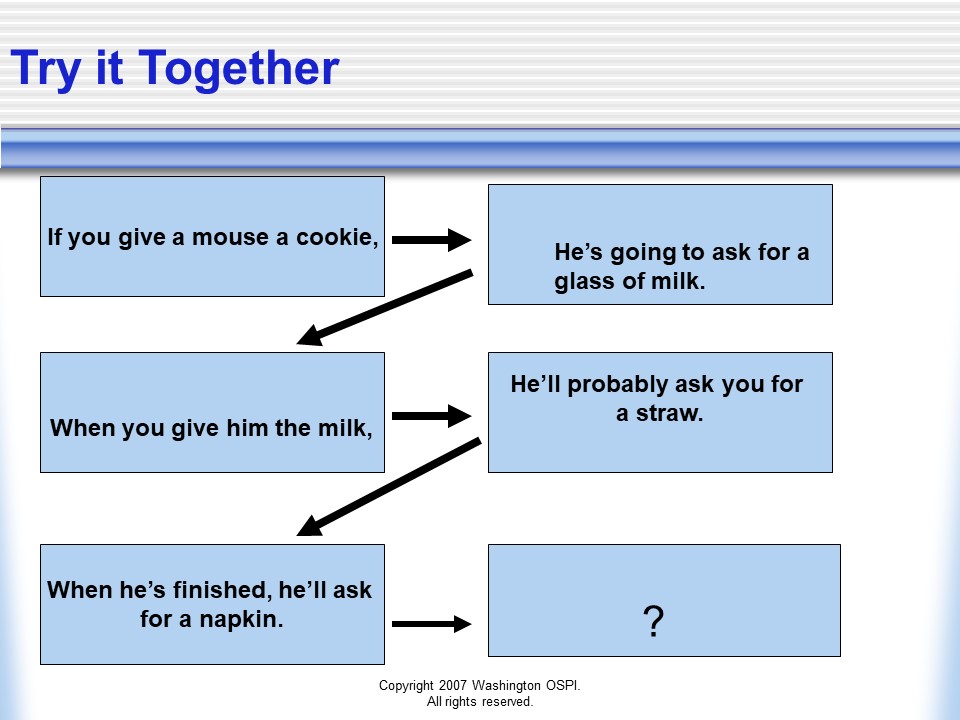 Try it Together
If you give a mouse a cookie,
He’s going to ask for a
glass of milk.
When you give him the milk,
He’ll probably ask you for
a straw.
When he’s finished, he’ll ask
for a napkin.
?
Copyright 2007 Washington OSPI.
All rights reserved.